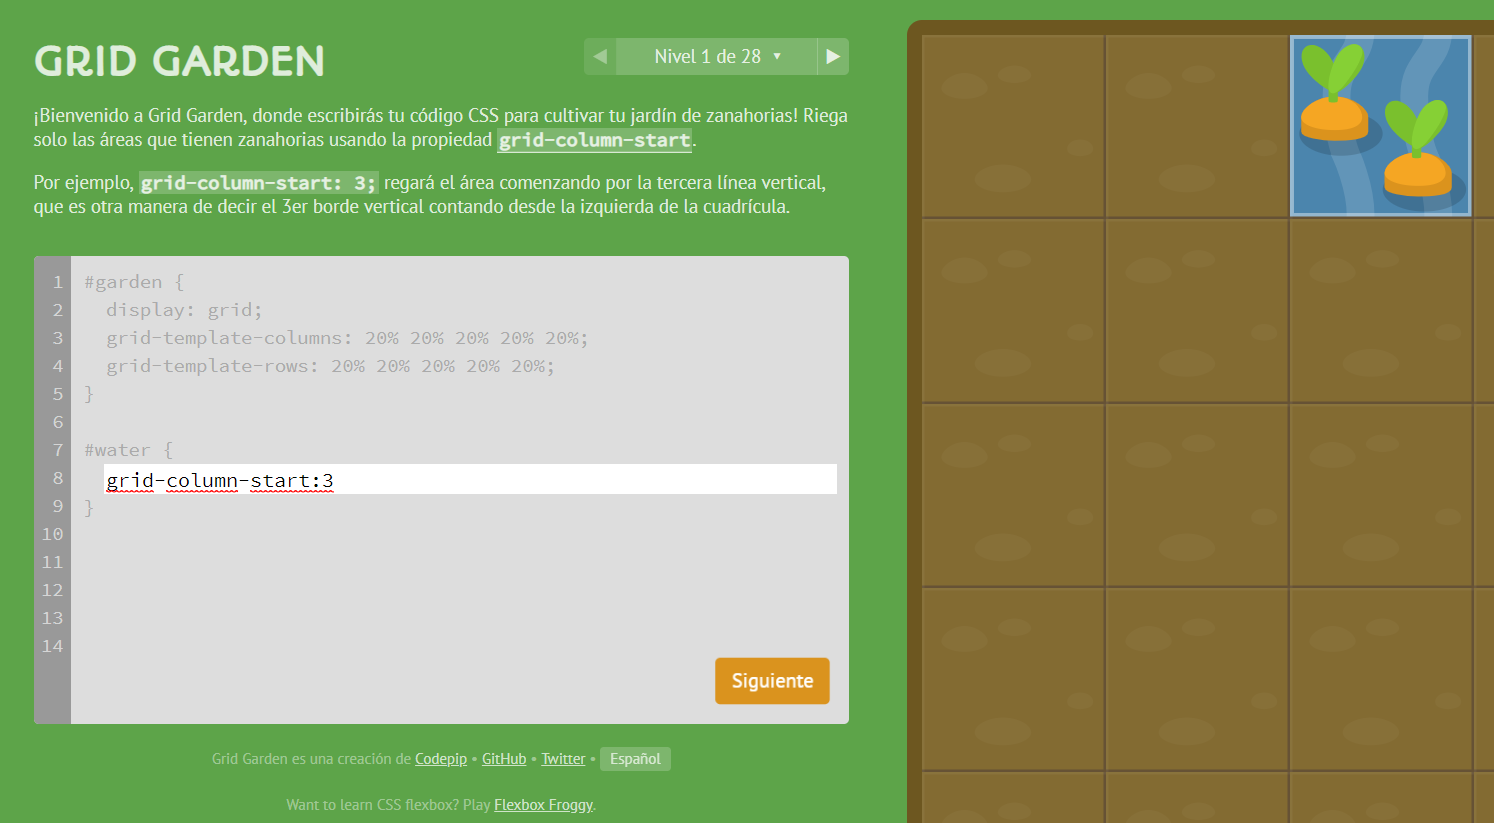 GRID GARDEN
◀ Nivel 1 de 28 ▼ ▶
¡Bienvenido a Grid Garden, donde escribirás tu código CSS para cultivar tu jardín de zanahorias! Riega
solo las áreas que tienen zanahorias usando la propiedad grid-column-start.
Por ejemplo, grid-column-start: 3; regará el área comenzando por la tercera línea vertical,
que es otra manera de decir el 3er borde vertical contando desde la izquierda de la cuadrícula.
1 #garden {
2 display: grid;
3 grid-template-columns: 20% 20% 20% 20% 20%;
4 grid-template-rows: 20% 20% 20% 20% 20%;
5 }
6
7 #water {
8 grid-column-start:3
9 }
10
11
12
13
14
Siguiente
Grid Garden es una creación de Codepip • GitHub • Twitter • Español
Want to learn CSS flexbox? Play Flexbox Froggy.